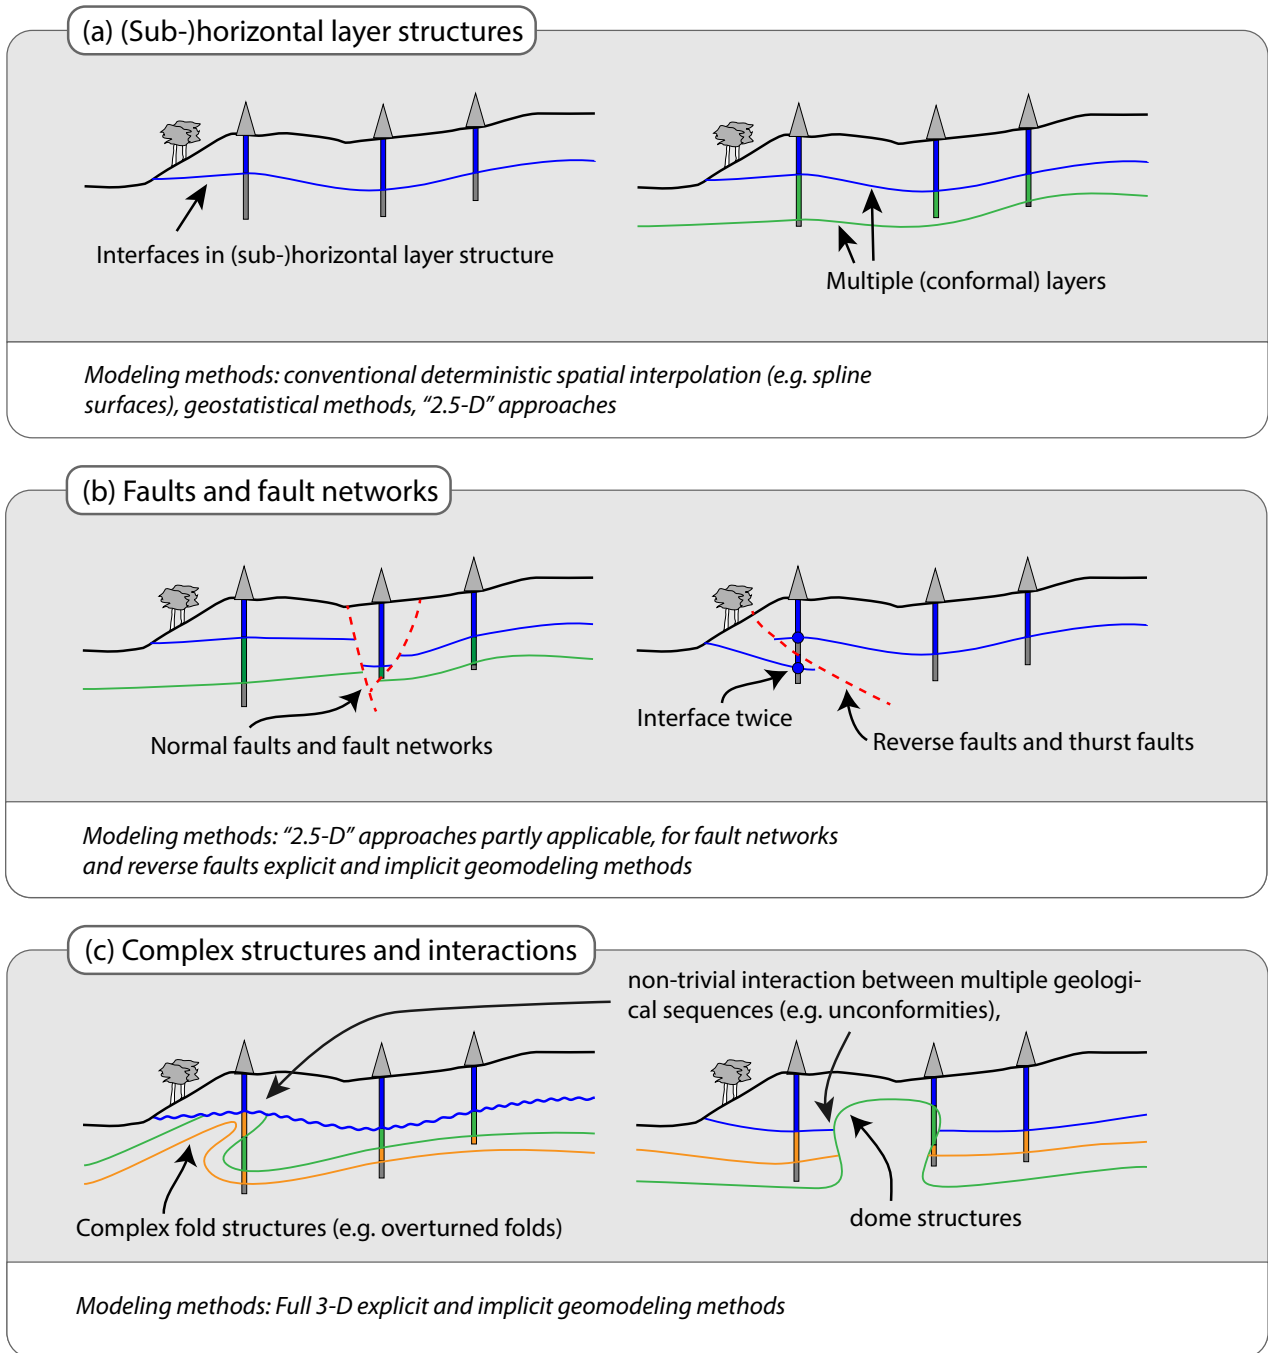 (a) (Sub-)horizontal layer structures
Interfaces in (sub-)horizontal layer structure
Multiple (conformal) layers
Modeling methods: conventional deterministic spatial interpolation (e.g. spline
surfaces), geostatistical methods, “2.5-D” approaches
(b) Faults and fault networks
Normal faults and fault networks
Interface twice
Reverse faults and thurst faults
Modeling methods: “2.5-D” approaches partly applicable, for fault networks
and reverse faults explicit and implicit geomodeling methods
(c) Complex structures and interactions
non-trivial interaction between multiple geologi-
cal sequences (e.g. unconformities),
Complex fold structures (e.g. overturned folds)
dome structures
Modeling methods: Full 3-D explicit and implicit geomodeling methods